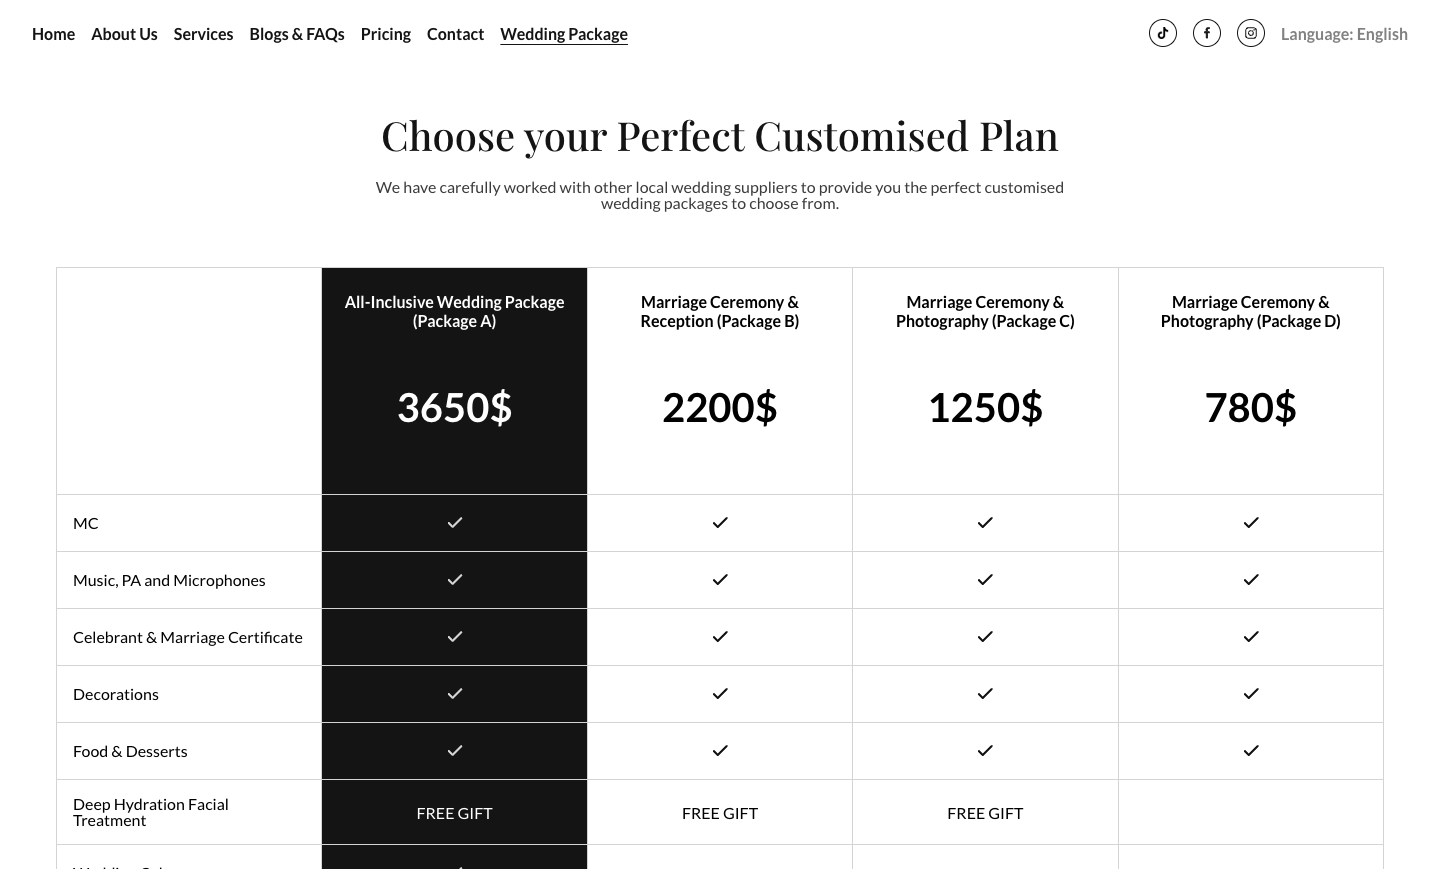 Home About Us Services Blogs & FAQs Pricing Contact Wedding Package Language: English
Choose your Perfect Customised Plan
We have carefully worked with other local wedding suppliers to provide you the perfect customised
wedding packages to choose from.
All-Inclusive Wedding Package
(Package A)
Marriage Ceremony &
Reception (Package B)
Marriage Ceremony &
Photography (Package C)
Marriage Ceremony &
Photography (Package D)
3650$ 2200$ 1250$ 780$
MC
Music, PA and Microphones
Celebrant & Marriage Certificate
Decorations
Food & Desserts
Deep Hydration Facial
Treatment
FREE GIFT FREE GIFT FREE GIFT